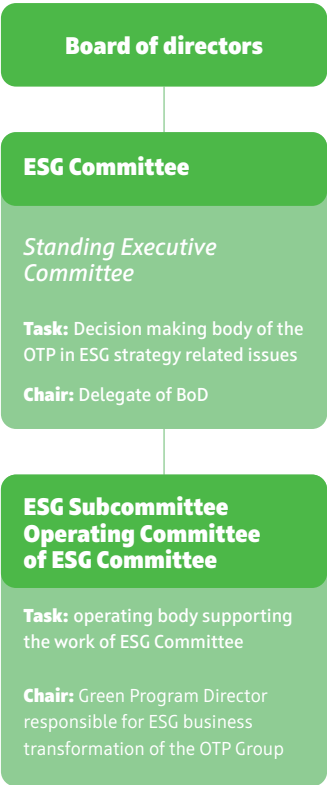 Board of directors
ESG Committee
Standing Executive
Committee
Task: Decision making body of the
OTP in ESG strategy related issues
Chair: Delegate of BoD
ESG Subcommittee
Operating Committee
of ESG Committee
Task: operating body supporting
the work of ESG Committee
Chair: Green Program Director
responsible for ESG business
transformation of the OTP Group